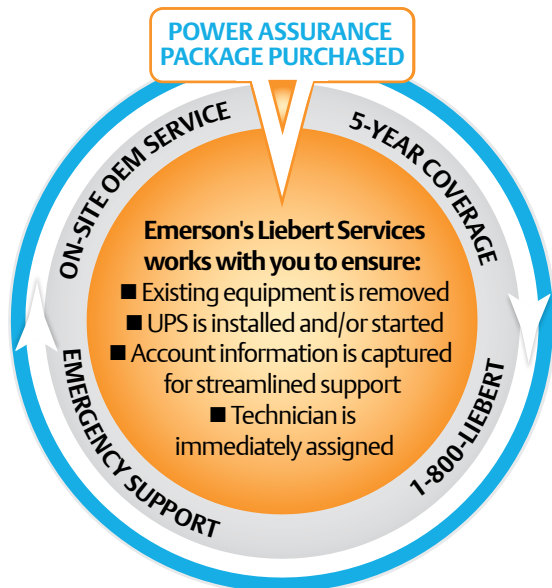 POWER ASSURANCE
PACKAGE PURCHASED
ON-SITE OEM SERVICE
5-YEAR COVERAGE
Emerson's Liebert Services
works with you to ensure:
■ Existing equipment is removed
■ UPS is installed and/or started
■ Account information is captured
for streamlined support
■ Technician is
immediately assigned
EMERGENCY SUPPORT
1-800-LIEBERT